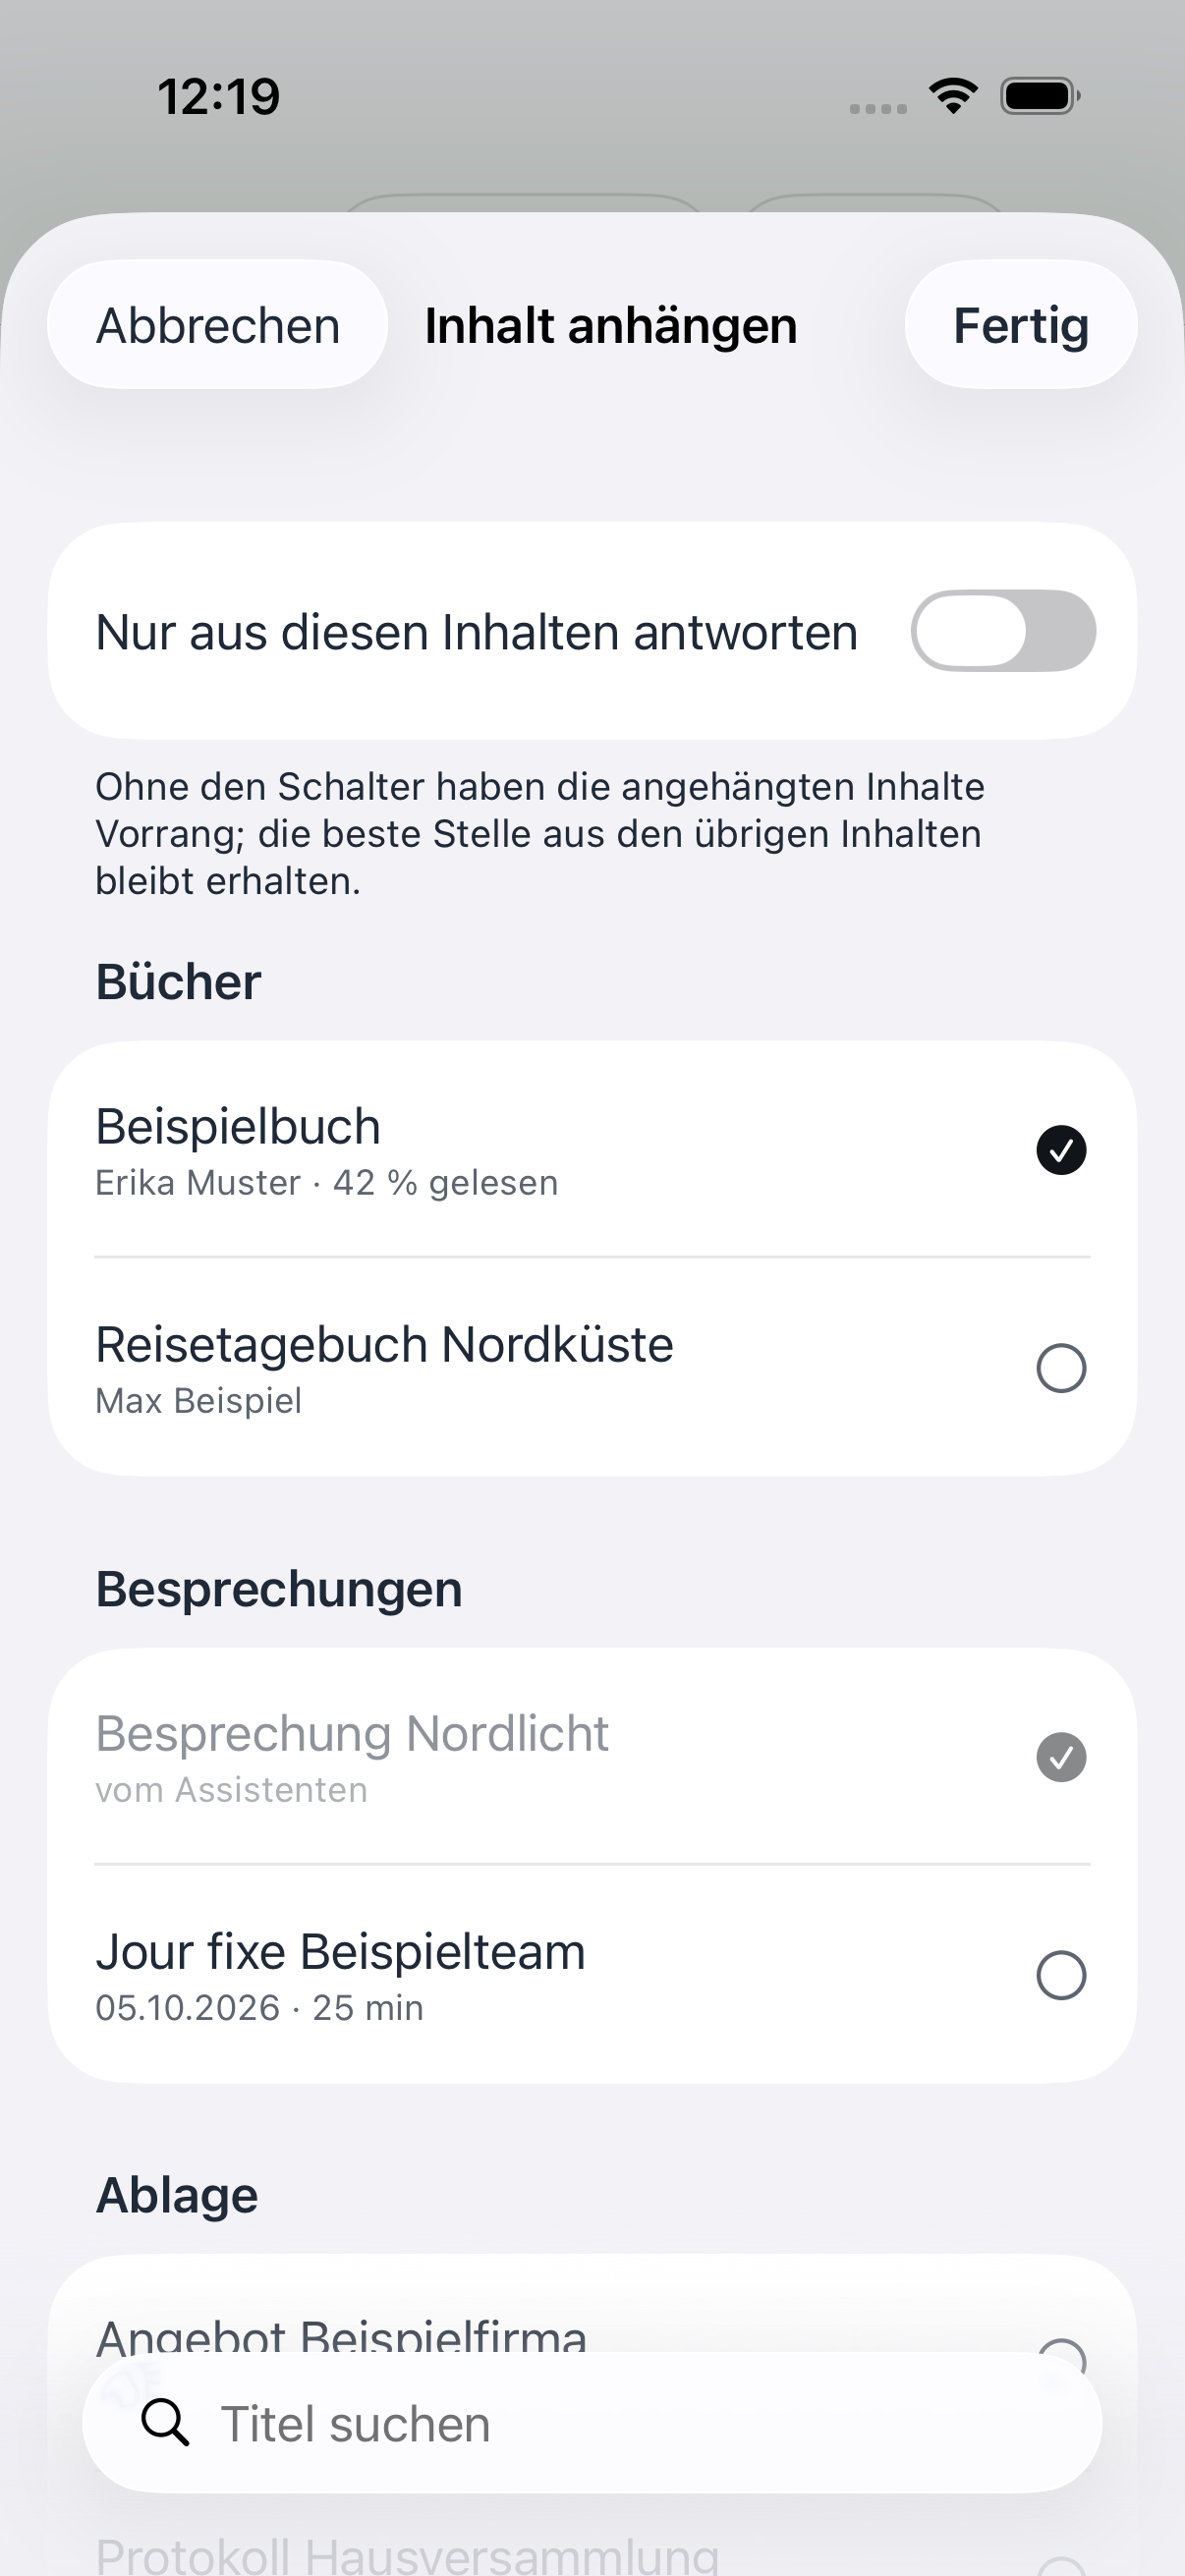 12:19
Abbrechen
Inhalt anhängen
Fertig
Nur aus diesen Inhalten antworten
Ohne den Schalter haben die angehängten Inhalte
Vorrang; die beste Stelle aus den übrigen Inhalten
bleibt erhalten.
Bücher
Beispielbuch
Erika Muster · 42 % gelesen
Reisetagebuch Nordküste
Max Beispiel
Besprechungen
Besprechung Nordlicht
vom Assistenten
Jour fixe Beispielteam
05.10.2026 · 25 min
Ablage
Angebot Beispielfirma
Titel suchen
Protokoll Hausversammlung